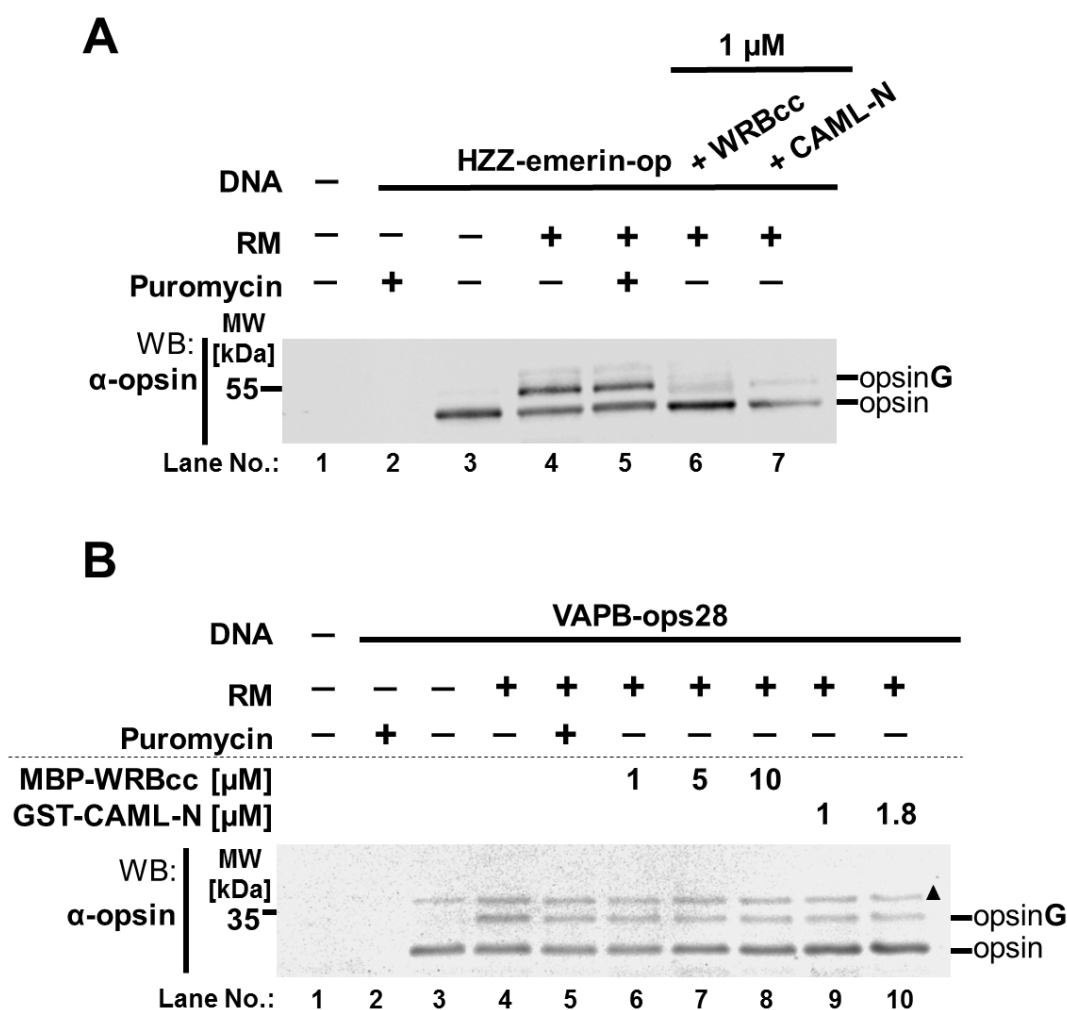 A
1 µM
HZZ-emerin-op + WRBcc + CAML-N
DNA –
RM – – – + + + +
Puromycin – + – – + – –
WB: MW
[kDa]
α-opsin 55 opsinG
opsin
Lane No.: 1 2 3 4 5 6 7
B
VAPB-ops28
DNA –
RM – – – + + + + + + +
Puromycin – + – – + – – – – –
MBP-WRBcc [µM] 1 5 10
GST-CAML-N [µM] 1 1.8
WB: MW
[kDa]
α-opsin 35 opsinG
opsin
Lane No.: 1 2 3 4 5 6 7 8 9 10